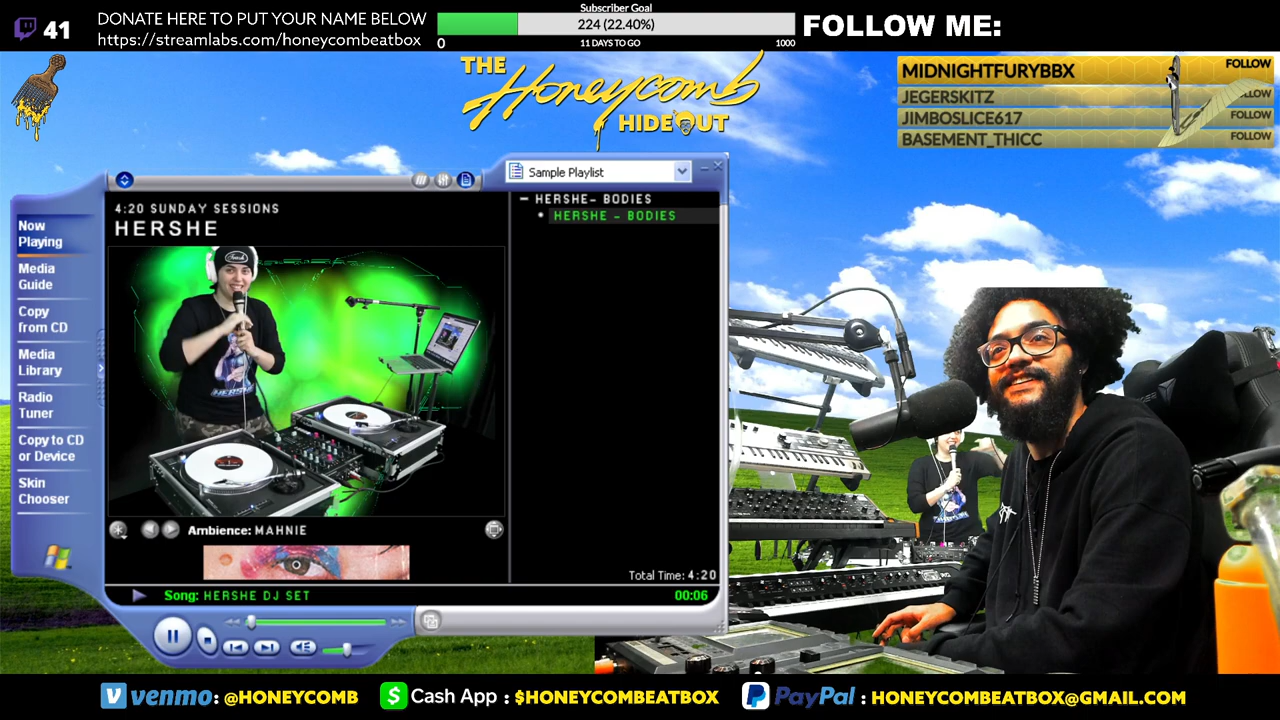 41
DONATE HERE TO PUT YOUR NAME BELOW
https://streamlabs.com/honeycombeatbox
Subscriber Goal
224 (22.40%)
0
11 DAYS TO GO
1000
FOLLOW ME:
THE
Honeycomb
HIDEOUT
MIDNIGHTFURYBBX FOLLOW
JEGERSKITZ
JIMBOSLICE617 FOLLOW
BASEMENT_THICC FOLLOW
Sample Playlist
HERSHE- BODIES
HERSHE - BODIES
4:20 SUNDAY SESSIONS
HERSHE
Now
Playing
Media
Guide
Copy
from CD
Media
Library
Radio
Tuner
Copy to CD
or Device
Skin
Chooser
Ambience: MAHNIE
Total Time: 4:20
Song: HERSHE DJ SET
00:06
venmo: @HONEYCOMB
Cash App : $HONEYCOMBEATBOX
PayPal : HONEYCOMBEATBOX@GMAIL.COM